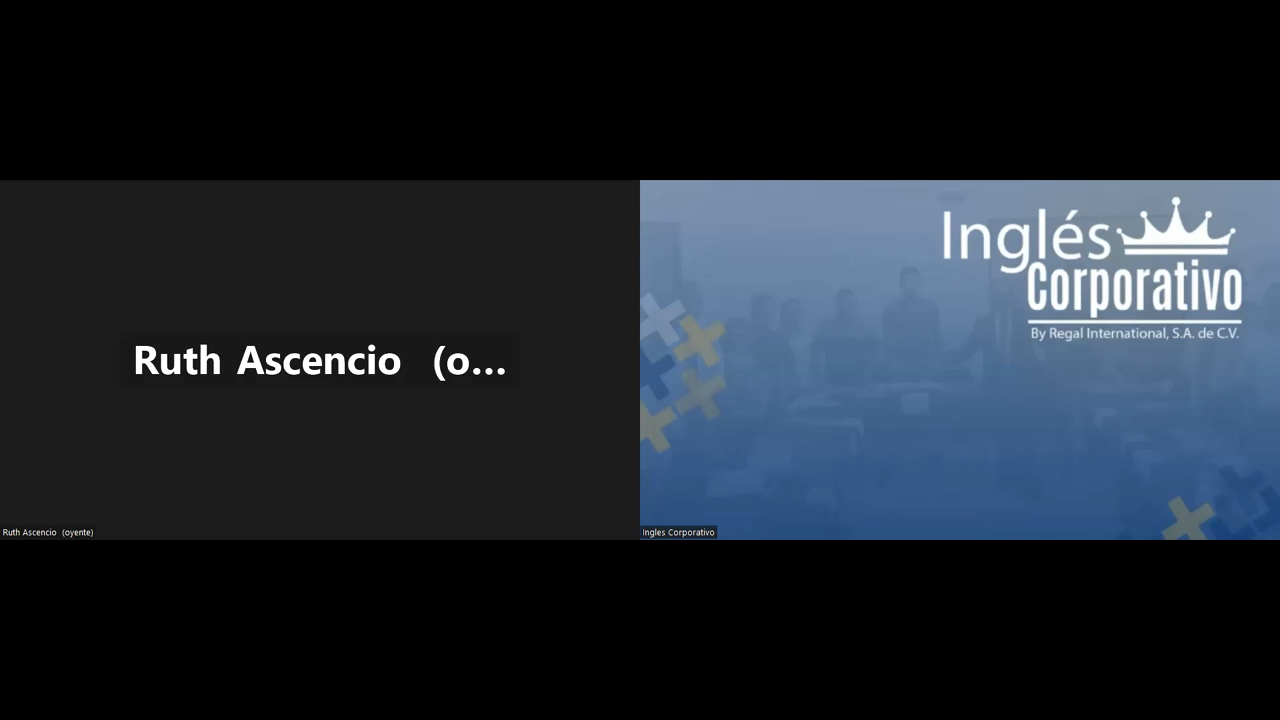 Ruth Ascencio (o...
Ruth Ascencio (oyente)
Inglés
Corporativo
By Regal International, S.A. de C.V.
Ingles Corporativo